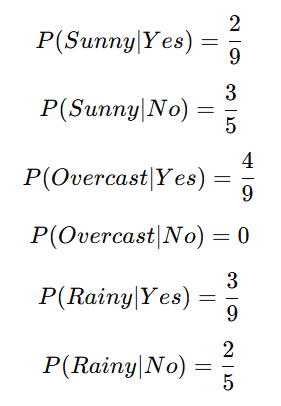 P(Sunny|Yes) = 2/9
P(Sunny|No) = 3/5
P(Overcast|Yes) = 4/9
P(Overcast|No) = 0
P(Rainy|Yes) = 3/9
P(Rainy|No) = 2/5